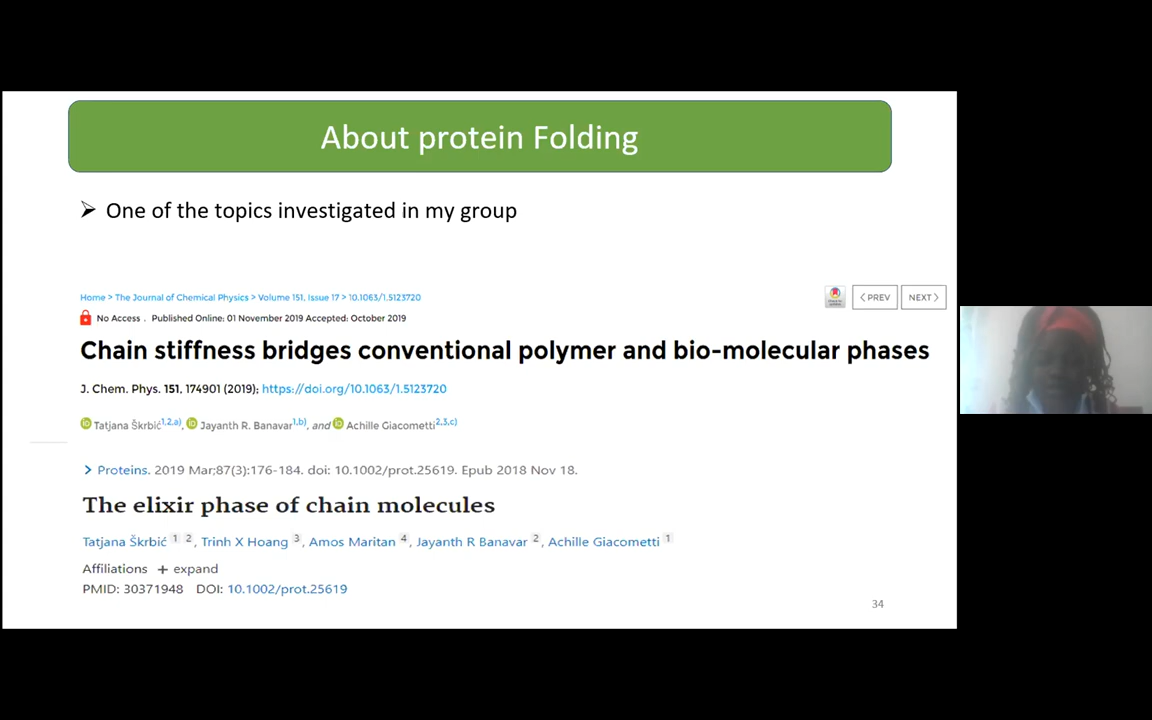 About protein Folding
➢ One of the topics investigated in my group
Home > The Journal of Chemical Physics > Volume 151, Issue 17 > 10.1063/1.5123720
< PREV NEXT >
No Access . Published Online: 01 November 2019 Accepted: October 2019
Chain stiffness bridges conventional polymer and bio-molecular phases
J. Chem. Phys. 151, 174901 (2019); https://doi.org/10.1063/1.5123720
Tatjana Škrbić1,2,a), Jayanth R. Banavar1,b), and Achille Giacometti2,3,c)
> Proteins. 2019 Mar;87(3):176-184. doi: 10.1002/prot.25619. Epub 2018 Nov 18.
The elixir phase of chain molecules
Tatjana Škrbić 1 2, Trinh X Hoang 3, Amos Maritan 4, Jayanth R Banavar 2, Achille Giacometti 1
Affiliations + expand
PMID: 30371948 DOI: 10.1002/prot.25619
34